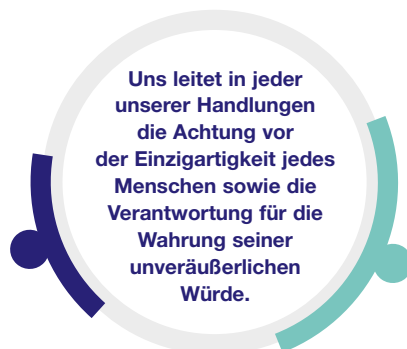 Uns leitet in jeder
unserer Handlungen
die Achtung vor
der Einzigartigkeit jedes
Menschen sowie die
Verantwortung für die
Wahrung seiner
unveräußerlichen
Würde.